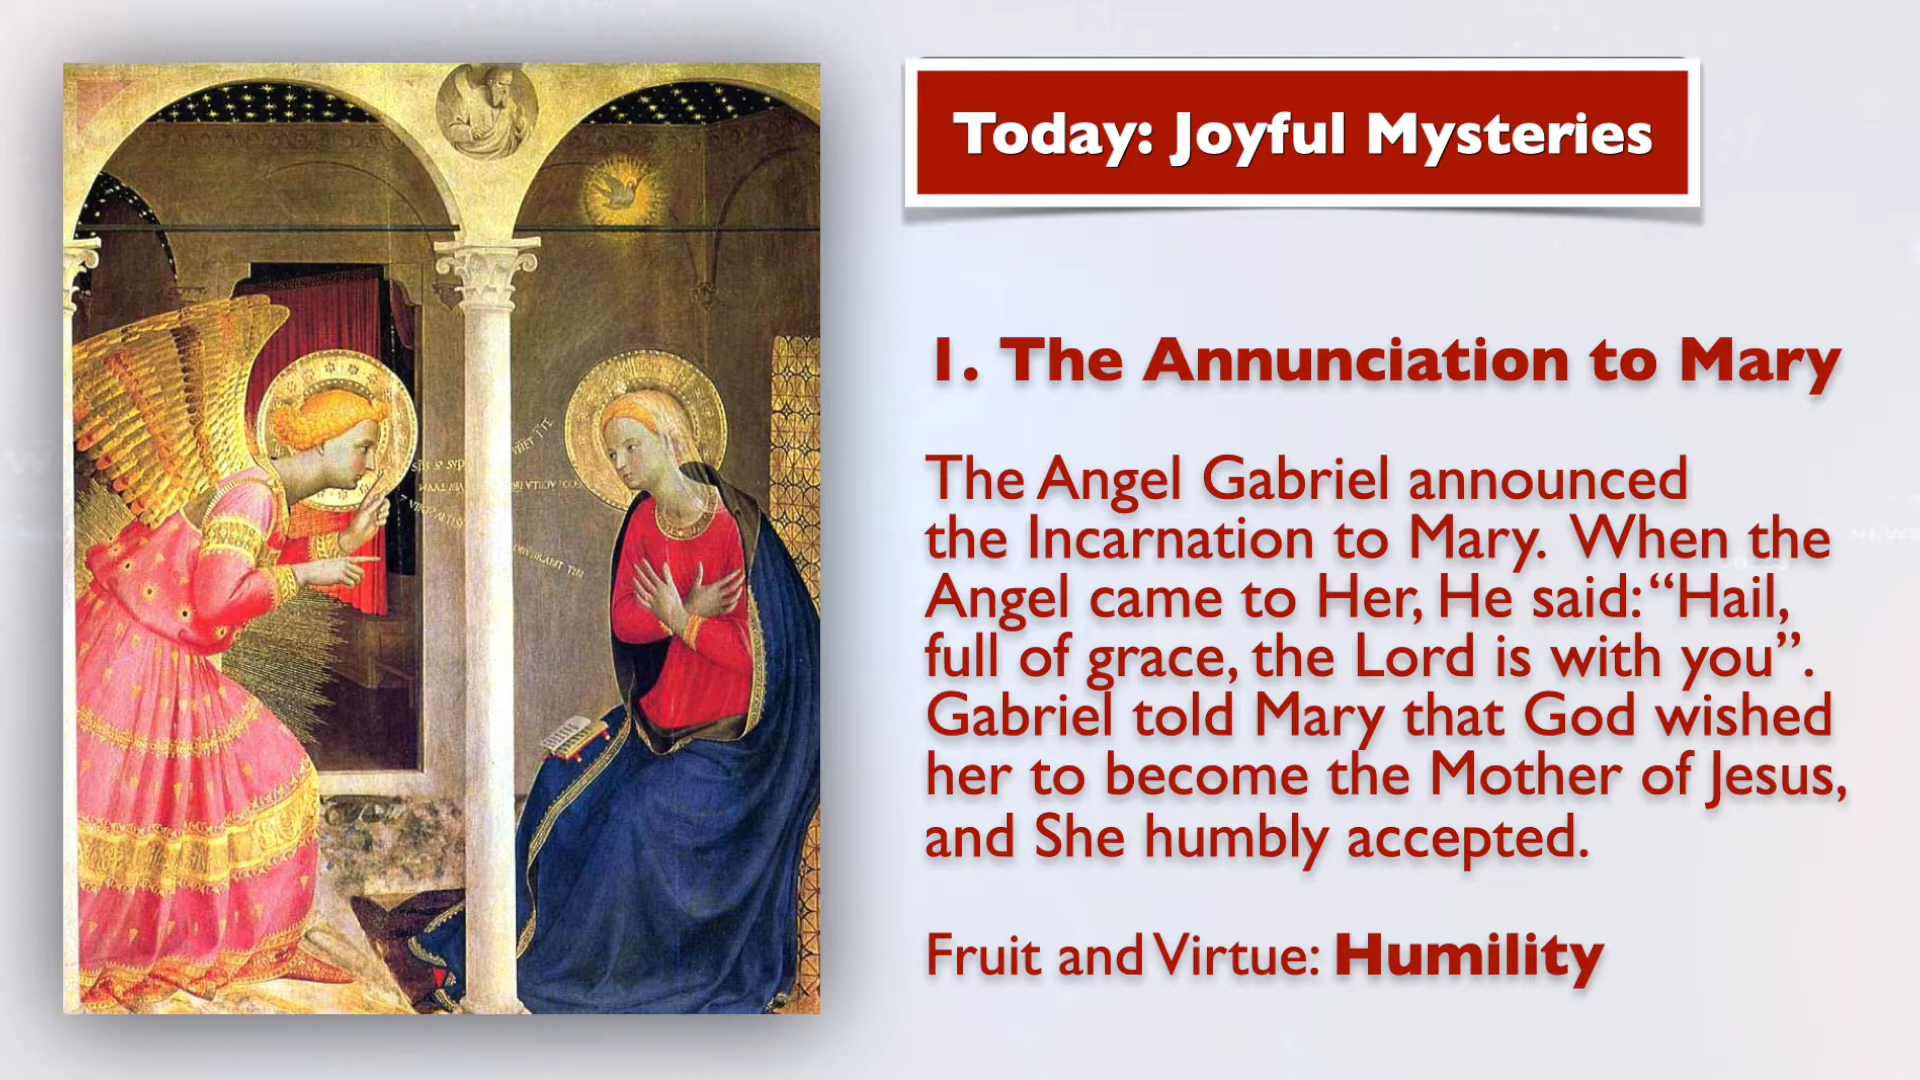 Today: Joyful Mysteries
1. The Annunciation to Mary
The Angel Gabriel announced
the Incarnation to Mary. When the
Angel came to Her, He said: “Hail,
full of grace, the Lord is with you”.
Gabriel told Mary that God wished
her to become the Mother of Jesus,
and She humbly accepted.
Fruit and Virtue: Humility